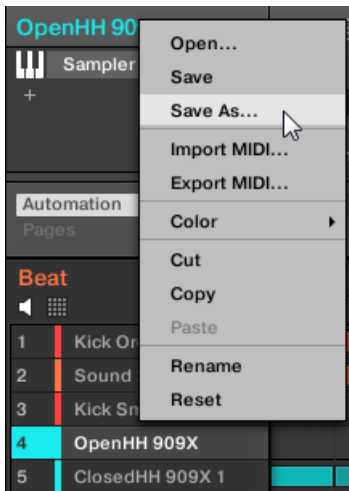 OpenHH 90
Sampler
+
Automation
Pages
Open...
Save
Save As...
Import MIDI...
Export MIDI...
Color
Cut
Copy
Paste
Rename
Reset
Beat
1 Kick Or
2 Sound
3 Kick Sm
4 OpenHH 909X
5 ClosedHH 909X 1